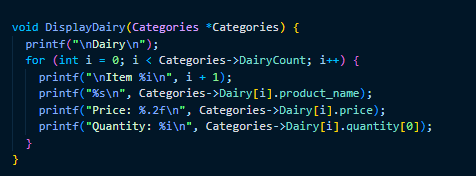 void DisplayDairy(Categories *Categories) {
  printf("\nDairy\n");
  for (int i = 0; i < Categories->DairyCount; i++) {
    printf("\nItem %i\n", i + 1);
    printf("%s\n", Categories->Dairy[i].product_name);
    printf("Price: %.2f\n", Categories->Dairy[i].price);
    printf("Quantity: %i\n", Categories->Dairy[i].quantity[0]);
  }
}